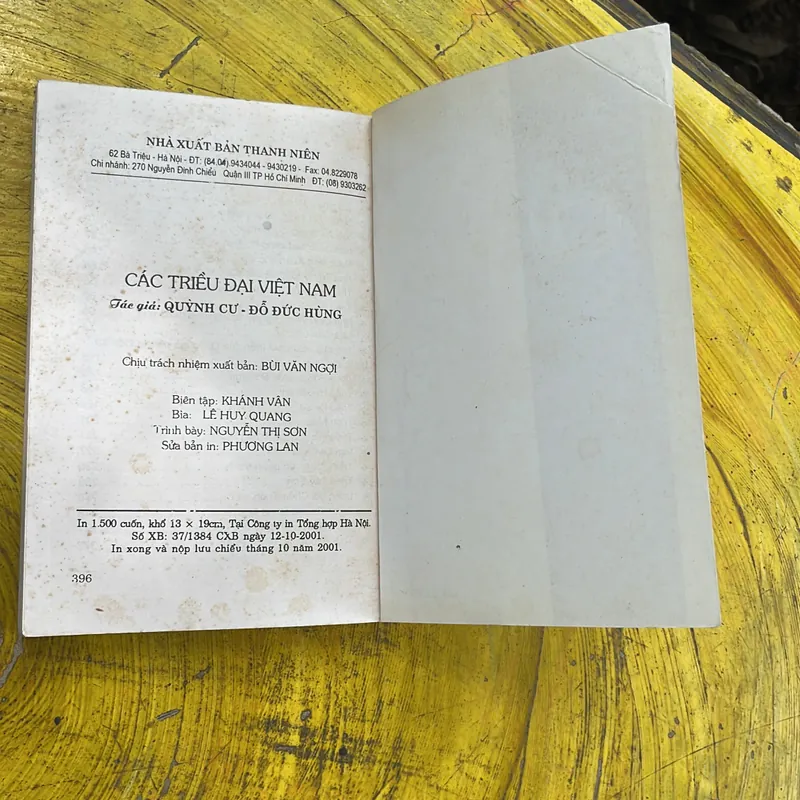 NHÀ XUẤT BẢN THANH NIÊN
62 Bà Triệu - Hà Nội - ĐT: (84.04).9434044 - 9430219 - Fax: 04.8229078
Chi nhánh: 270 Nguyễn Đình Chiểu Quận III TP Hồ Chí Minh ĐT: (08) 9303262
CÁC TRIỀU ĐẠI VIỆT NAM
Tác giả: QUỲNH CƯ - ĐỖ ĐỨC HÙNG
Chịu trách nhiệm xuất bản: BÙI VĂN NGỢI
Biên tập: KHÁNH VÂN
Bìa: LÊ HUY QUANG
Trình bày: NGUYỄN THỊ SƠN
Sửa bản in: PHƯƠNG LAN
In 1.500 cuốn, khổ 13 × 19cm, Tại Công ty in Tổng hợp Hà Nội.
Số XB: 37/1384 CXB ngày 12-10-2001.
In xong và nộp lưu chiểu tháng 10 năm 2001.
396